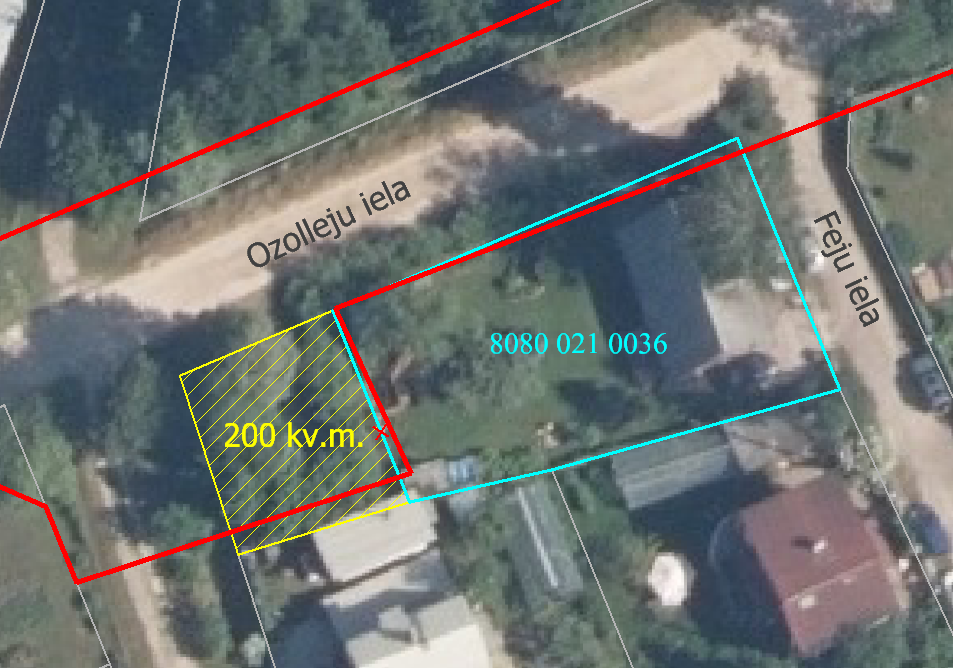 Ozolleju iela
Feju iela
8080 021 0036
200 kv.m.